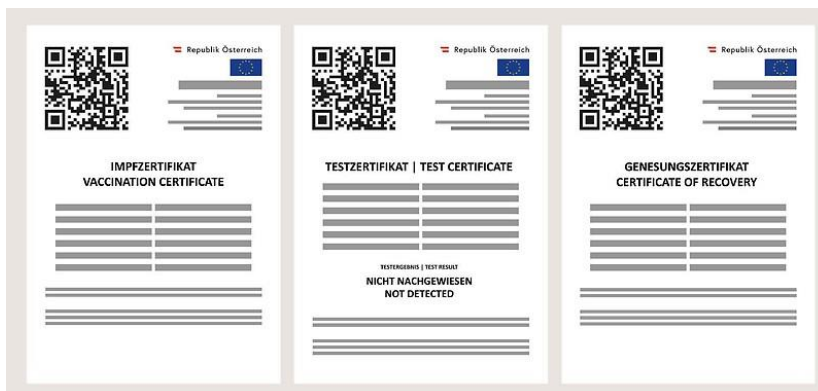 Republik Österreich
IMPFZERTIFIKAT
VACCINATION CERTIFICATE
Republik Österreich
TESTZERTIFIKAT | TEST CERTIFICATE
TESTERGEBNIS | TEST RESULT
NICHT NACHGEWIESEN
NOT DETECTED
Republik Österreich
GENESUNGSZERTIFIKAT
CERTIFICATE OF RECOVERY